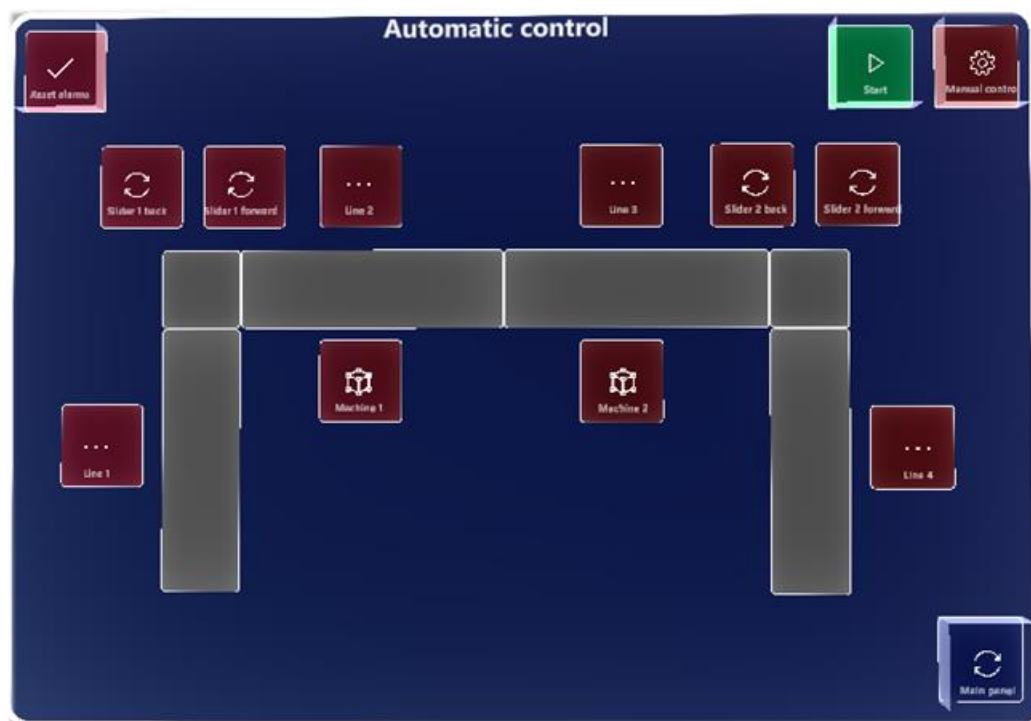 Automatic control
Reset alarms
Start
Manual control
Slider 1 back
Slider 1 forward
Line 2
Line 3
Slider 2 back
Slider 2 forward
Machine 1
Machine 2
Line 1
Line 4
Main panel